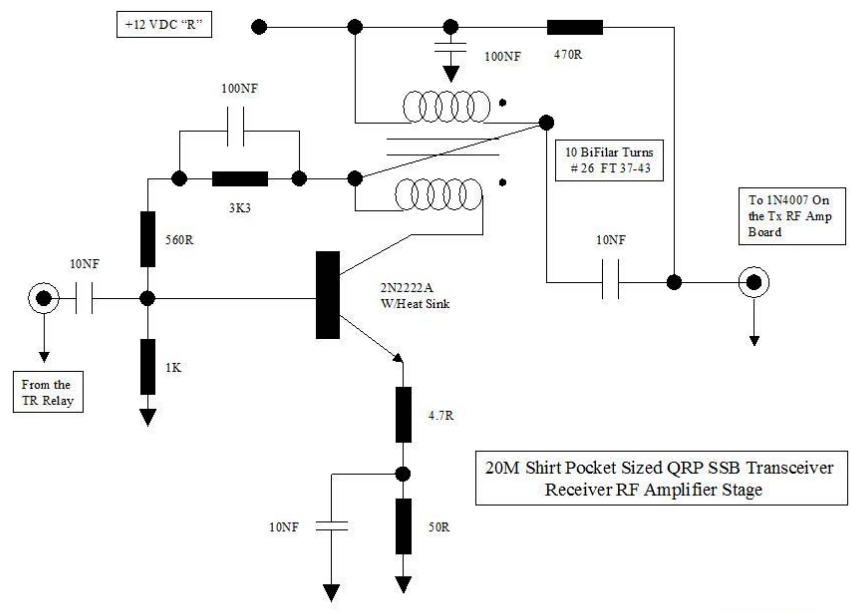 +12 VDC “R”
100NF
470R
100NF
10 BiFilar Turns
# 26 FT 37-43
3K3
To 1N4007 On
the Tx RF Amp
Board
560R
10NF
10NF
2N2222A
W/Heat Sink
1K
From the
TR Relay
4.7R
20M Shirt Pocket Sized QRP SSB Transceiver
Receiver RF Amplifier Stage
10NF
50R